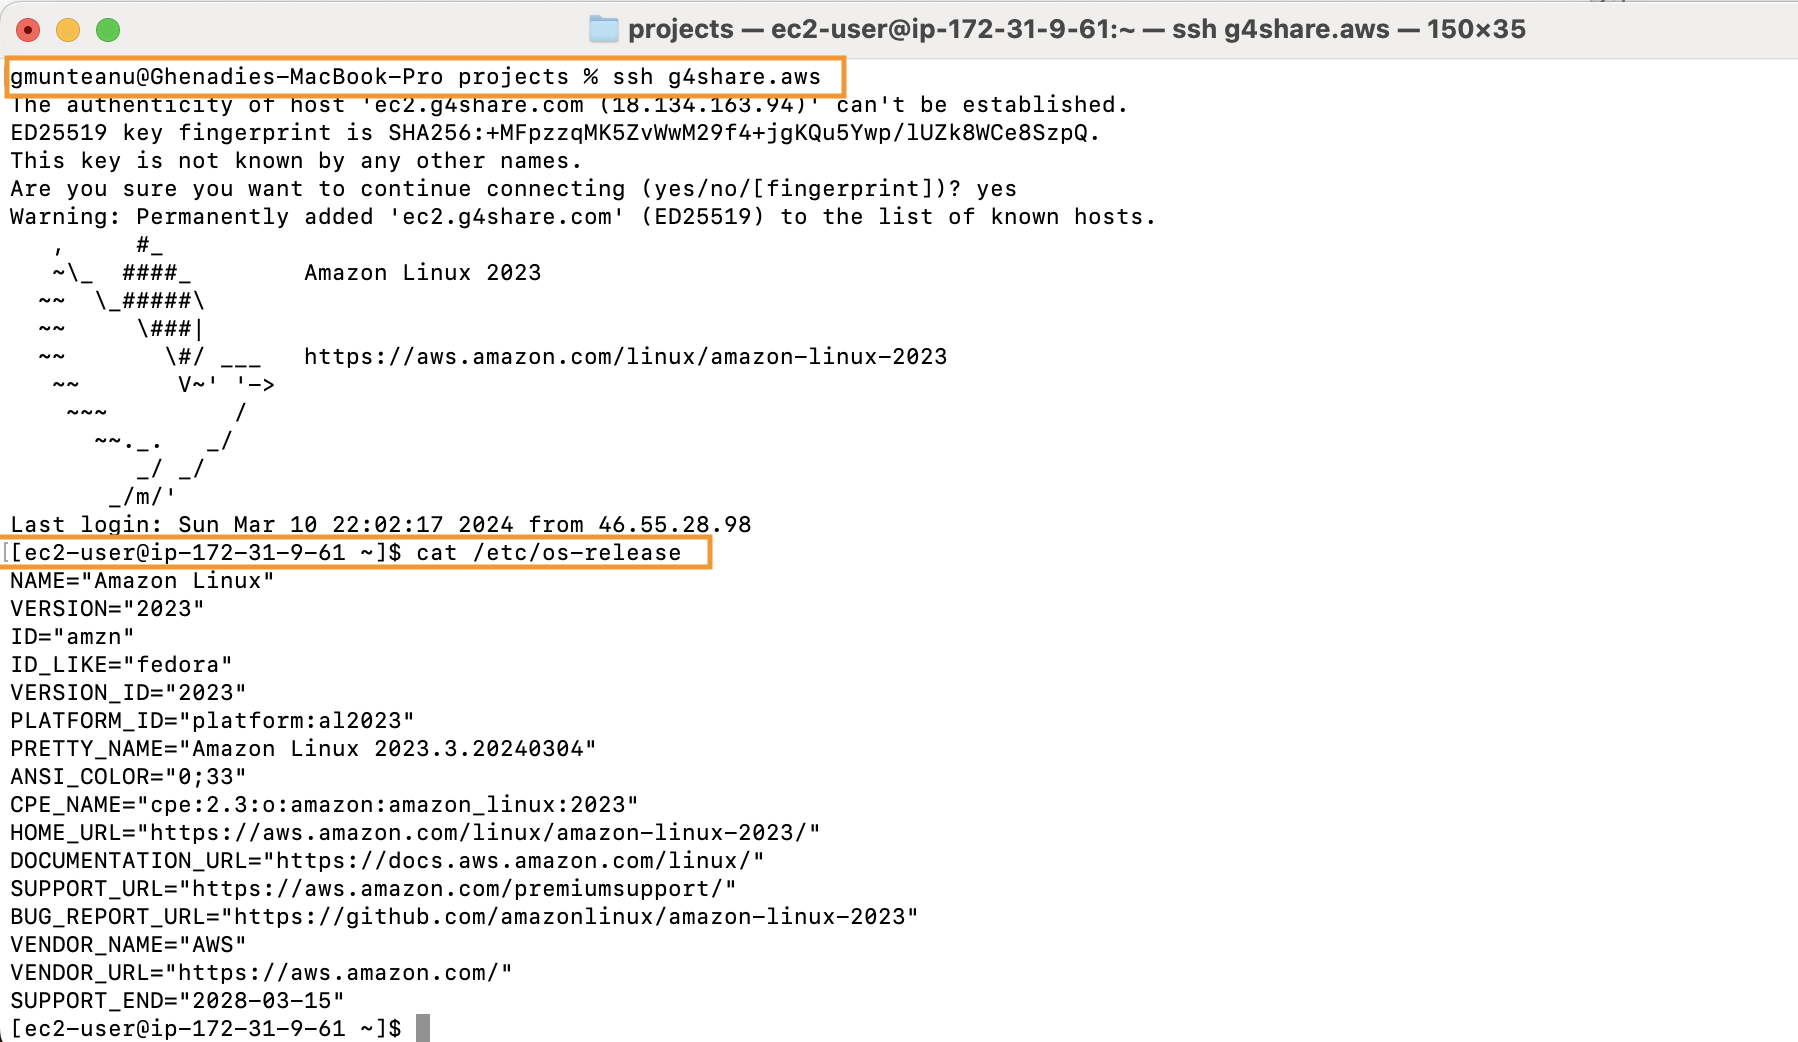 projects — ec2-user@ip-172-31-9-61:~ — ssh g4share.aws — 150×35
gmunteanu@Ghenadies-MacBook-Pro projects % ssh g4share.aws
The authenticity of host 'ec2.g4share.com (18.134.163.94)' can't be established.
ED25519 key fingerprint is SHA256:+MFpzzqMK5ZvWwM29f4+jgKQu5Ywp/lUZk8WCe8SzpQ.
This key is not known by any other names.
Are you sure you want to continue connecting (yes/no/[fingerprint])? yes
Warning: Permanently added 'ec2.g4share.com' (ED25519) to the list of known hosts.
   ,     #_
   ~\_  ####_        Amazon Linux 2023
  ~~  \_#####\
  ~~     \###|
  ~~       \#/ ___   https://aws.amazon.com/linux/amazon-linux-2023
   ~~       V~' '->
    ~~~         /
      ~~._.   _/
         _/ _/
       _/m/'
Last login: Sun Mar 10 22:02:17 2024 from 46.55.28.98
[[ec2-user@ip-172-31-9-61 ~]$ cat /etc/os-release
NAME="Amazon Linux"
VERSION="2023"
ID="amzn"
ID_LIKE="fedora"
VERSION_ID="2023"
PLATFORM_ID="platform:al2023"
PRETTY_NAME="Amazon Linux 2023.3.20240304"
ANSI_COLOR="0;33"
CPE_NAME="cpe:2.3:o:amazon:amazon_linux:2023"
HOME_URL="https://aws.amazon.com/linux/amazon-linux-2023/"
DOCUMENTATION_URL="https://docs.aws.amazon.com/linux/"
SUPPORT_URL="https://aws.amazon.com/premiumsupport/"
BUG_REPORT_URL="https://github.com/amazonlinux/amazon-linux-2023"
VENDOR_NAME="AWS"
VENDOR_URL="https://aws.amazon.com/"
SUPPORT_END="2028-03-15"
[ec2-user@ip-172-31-9-61 ~]$